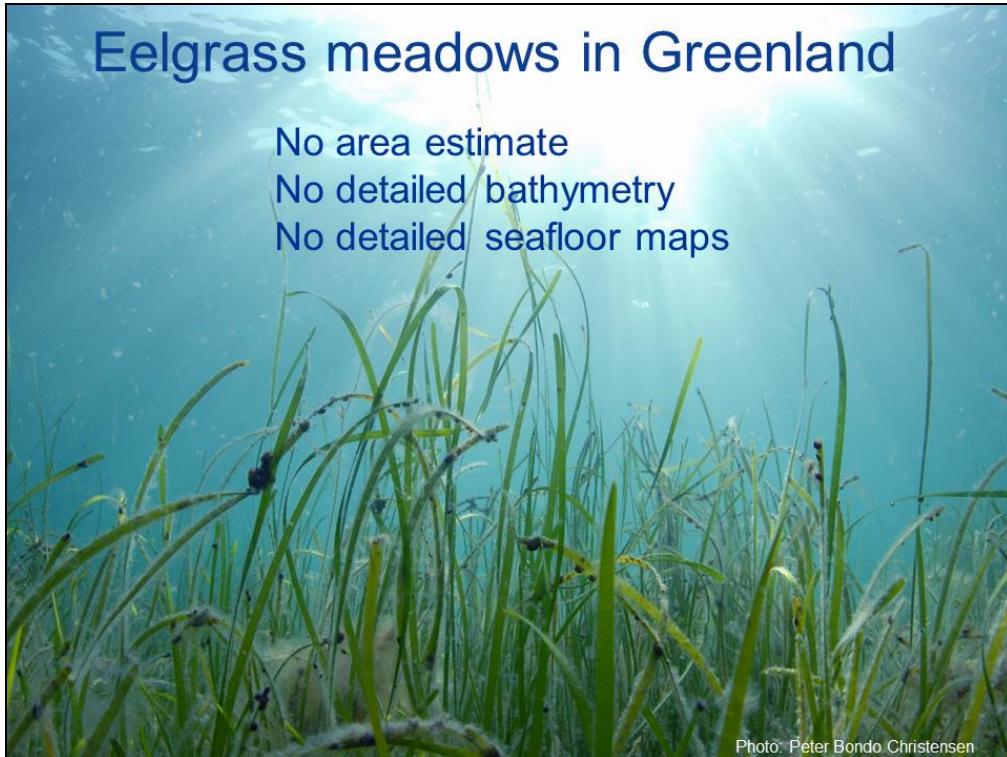 Eelgrass meadows in Greenland
No area estimate
No detailed bathymetry
No detailed seafloor maps
Photo: Peter Bondo Christensen